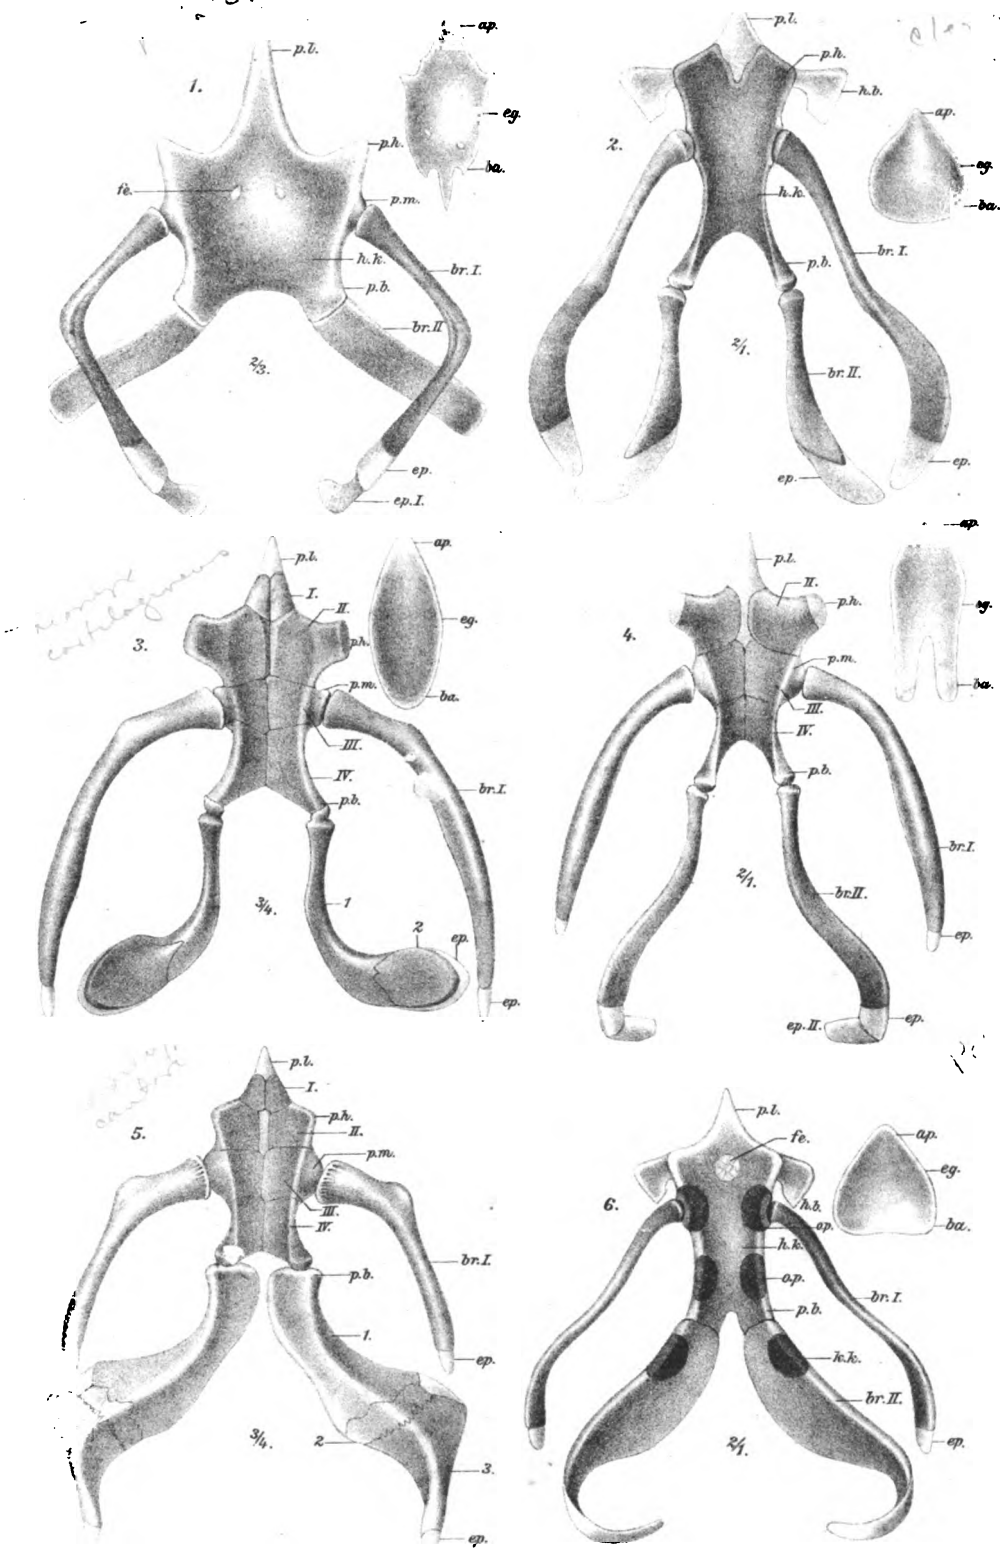 1.
p.l.
ap.
eg.
ba.
p.h.
fe.
p.m.
h.k.
br.I.
p.b.
br.II
2/3.
ep.
ep.I.
2.
p.l.
p.h.
h.b.
ap.
eg.
ba.
h.k.
br.I.
p.b.
2/1.
br.II.
ep.
ep.
cartilaginous
3.
p.l.
I.
II.
p.h.
ap.
eg.
ba.
p.m.
III.
IV.
p.b.
br.I.
3/4.
1
2
ep.
ep.
4.
p.l.
II.
p.h.
ap.
eg.
ba.
p.m.
III.
IV.
p.b.
br.I.
2/1.
br.II.
ep.
ep.II.
ep.
5.
p.l.
I.
p.h.
II.
p.m.
III.
IV.
br.I.
p.b.
1.
ep.
3/4.
2
3.
ep.
6.
p.l.
fe.
ap.
eg.
ba.
h.b.
op.
h.k.
o.p.
p.b.
br.I.
k.k.
br.II.
2/1.
ep.